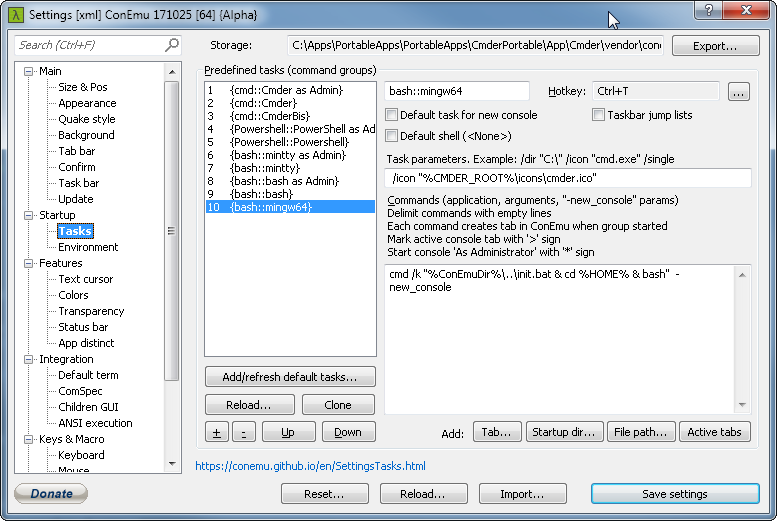 Settings [xml] ConEmu 171025 [64] {Alpha}
Search (Ctrl+F)
Storage:
C:\Apps\PortableApps\PortableApps\CmderPortable\App\Cmder\vendor\con
Export...
Main
Size & Pos
Appearance
Quake style
Background
Tab bar
Confirm
Task bar
Update
Startup
Tasks
Environment
Features
Text cursor
Colors
Transparency
Status bar
App distinct
Integration
Default term
ComSpec
Children GUI
ANSI execution
Keys & Macro
Keyboard
Mouse
Predefined tasks (command groups)
1 {cmd::Cmder as Admin}
2 {cmd::Cmder}
3 {cmd::CmderBis}
4 {Powershell::PowerShell as Ad
5 {Powershell::Powershell}
6 {bash::mintty as Admin}
7 {bash::mintty}
8 {bash::bash as Admin}
9 {bash::bash}
10 {bash::mingw64}
Add/refresh default tasks...
Reload...
Clone
+
-
Up
Down
bash::mingw64
Hotkey:
Ctrl+T
...
Default task for new console
Taskbar jump lists
Default shell (<None>)
Task parameters. Example: /dir "C:\" /icon "cmd.exe" /single
/icon "%CMDER_ROOT%\icons\cmder.ico"
Commands (application, arguments, "-new_console" params)
Delimit commands with empty lines
Each command creates tab in ConEmu when group started
Mark active console tab with '>' sign
Start console 'As Administrator' with '*' sign
cmd /k "%ConEmuDir%\..\init.bat & cd %HOME% & bash" -
new_console
Add:
Tab...
Startup dir...
File path...
Active tabs
https://conemu.github.io/en/SettingsTasks.html
Donate
Reset...
Reload...
Import...
Save settings